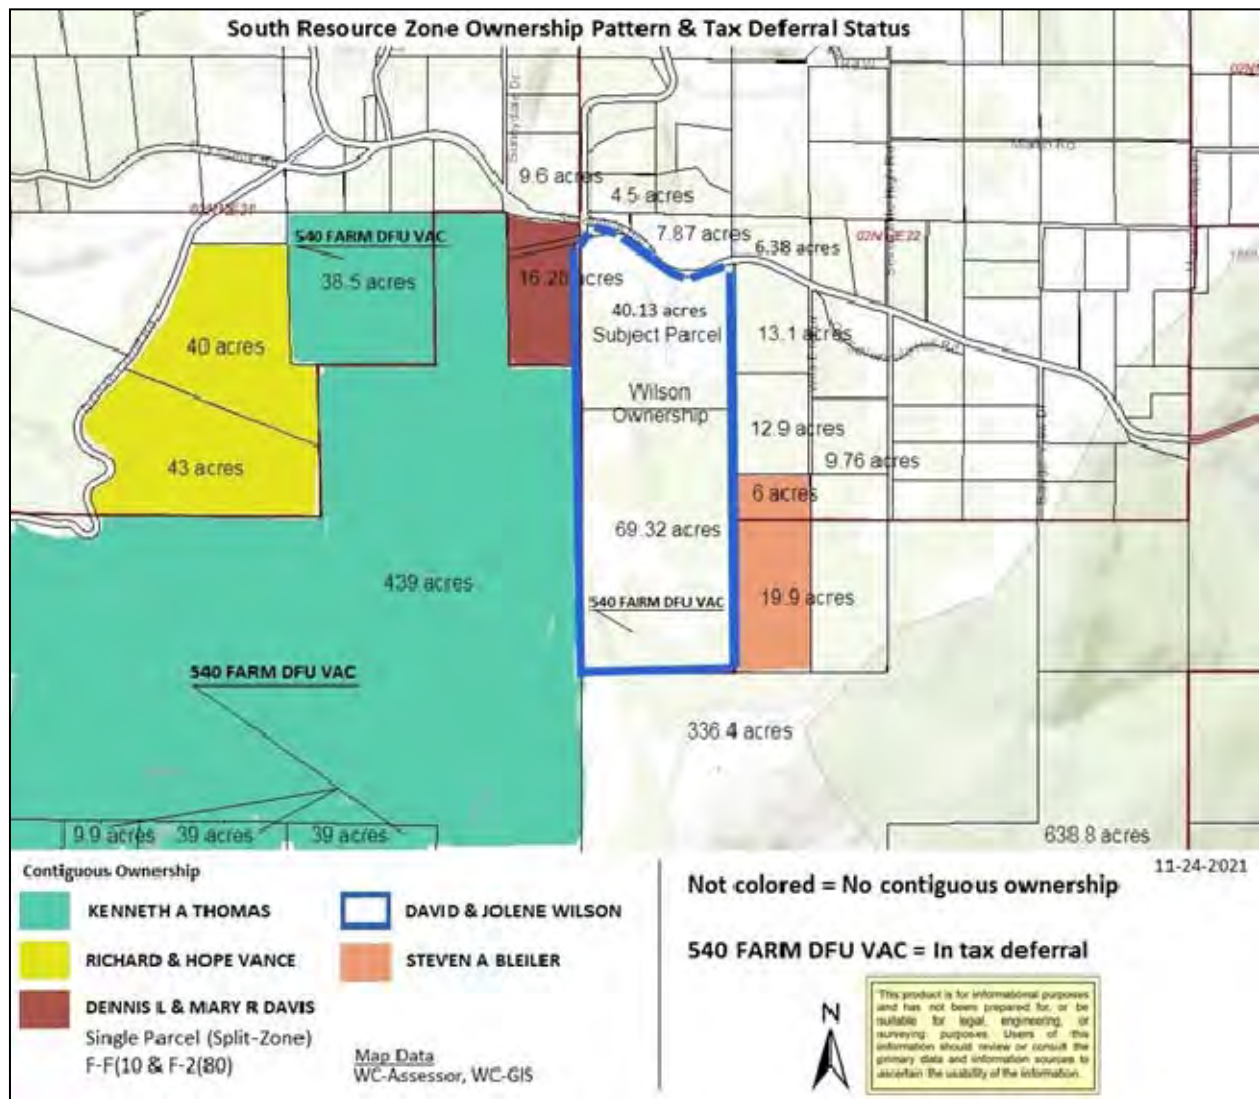 South Resource Zone Ownership Pattern & Tax Deferral Status
Sunnydale Dr
Martin Rd
9.6 acres
4.5 acres
7.87 acres
6.38 acres
540 FARM DFU VAC
38.5 acres
16.20 acres
40.13 acres
Subject Parcel
13.1 acres
40 acres
Wilson
Ownership
12.9 acres
9.76 acres
43 acres
6 acres
69.32 acres
439 acres
19.9 acres
540 FARM DFU VAC
540 FARM DFU VAC
336.4 acres
9.9 acres
39 acres
39 acres
638.8 acres
11-24-2021
Contiguous Ownership
KENNETH A THOMAS
DAVID & JOLENE WILSON
RICHARD & HOPE VANCE
STEVEN A BLEILER
DENNIS L & MARY R DAVIS
Single Parcel (Split-Zone)
F-F(10 & F-2(80)
Map Data
WC-Assessor, WC-GIS
Not colored = No contiguous ownership
540 FARM DFU VAC = In tax deferral
N
This product is for informational purposes
and has not been prepared for, or be
suitable for legal, engineering, or
surveying purposes. Users of this
information should review or consult the
primary data and information sources to
ascertain the usability of the information.